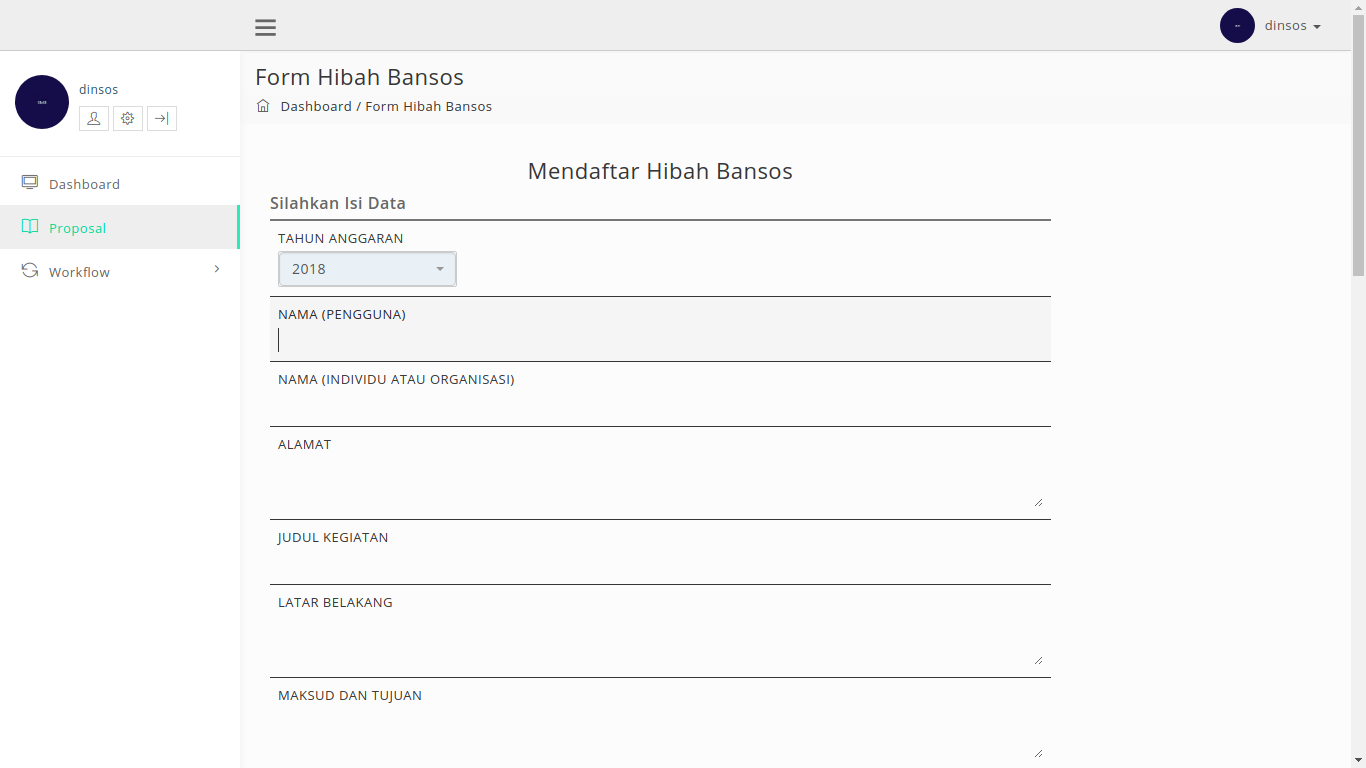 dinsos
dinsos
Dashboard
Proposal
Workflow
Form Hibah Bansos
Dashboard / Form Hibah Bansos
Mendaftar Hibah Bansos
Silahkan Isi Data
TAHUN ANGGARAN
2018
NAMA (PENGGUNA)
NAMA (INDIVIDU ATAU ORGANISASI)
ALAMAT
JUDUL KEGIATAN
LATAR BELAKANG
MAKSUD DAN TUJUAN